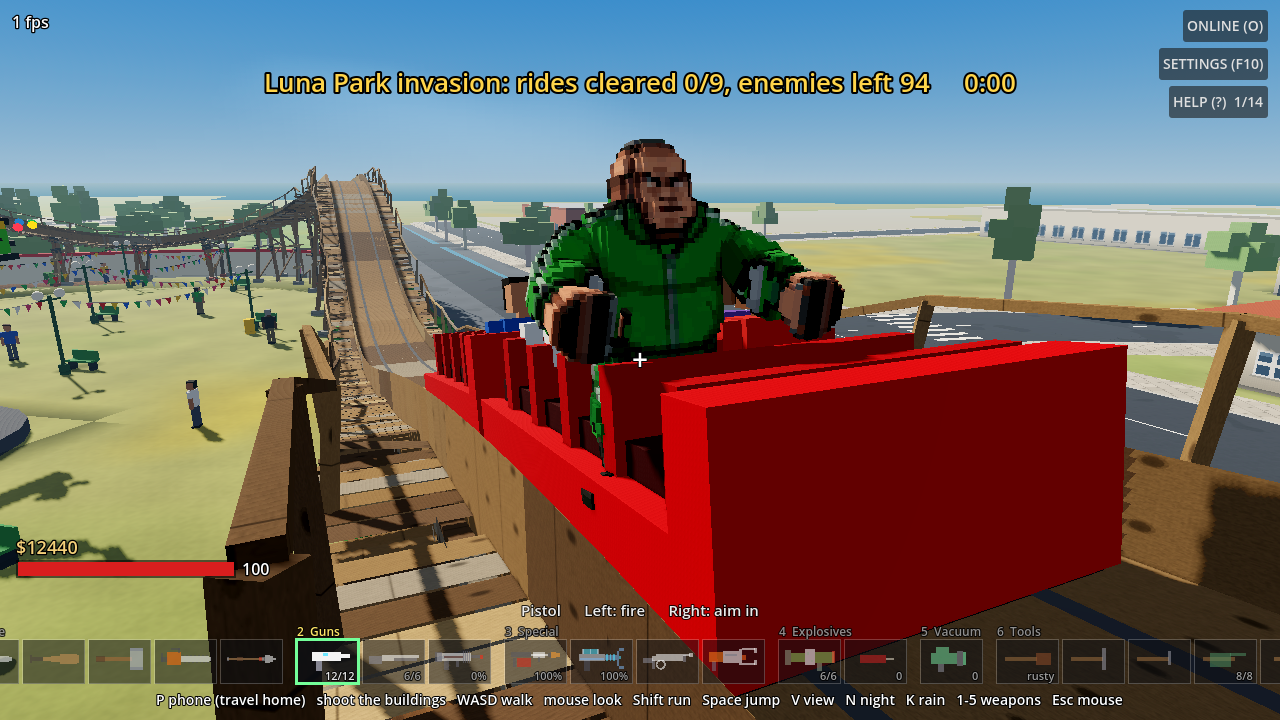 1 fps
ONLINE (O)
Luna Park invasion: rides cleared 0/9, enemies left 94 0:00
SETTINGS (F10)
HELP (?) 1/14
$12440
100
Pistol Left: fire Right: aim in
e 2 Guns 3 Special 4 Explosives 5 Vacuum 6 Tools
12/12 6/6 0% 100% 100% 6/6 0 0 rusty 8/8
P phone (travel home) shoot the buildings WASD walk mouse look Shift run Space jump V view N night K rain 1-5 weapons Esc mouse